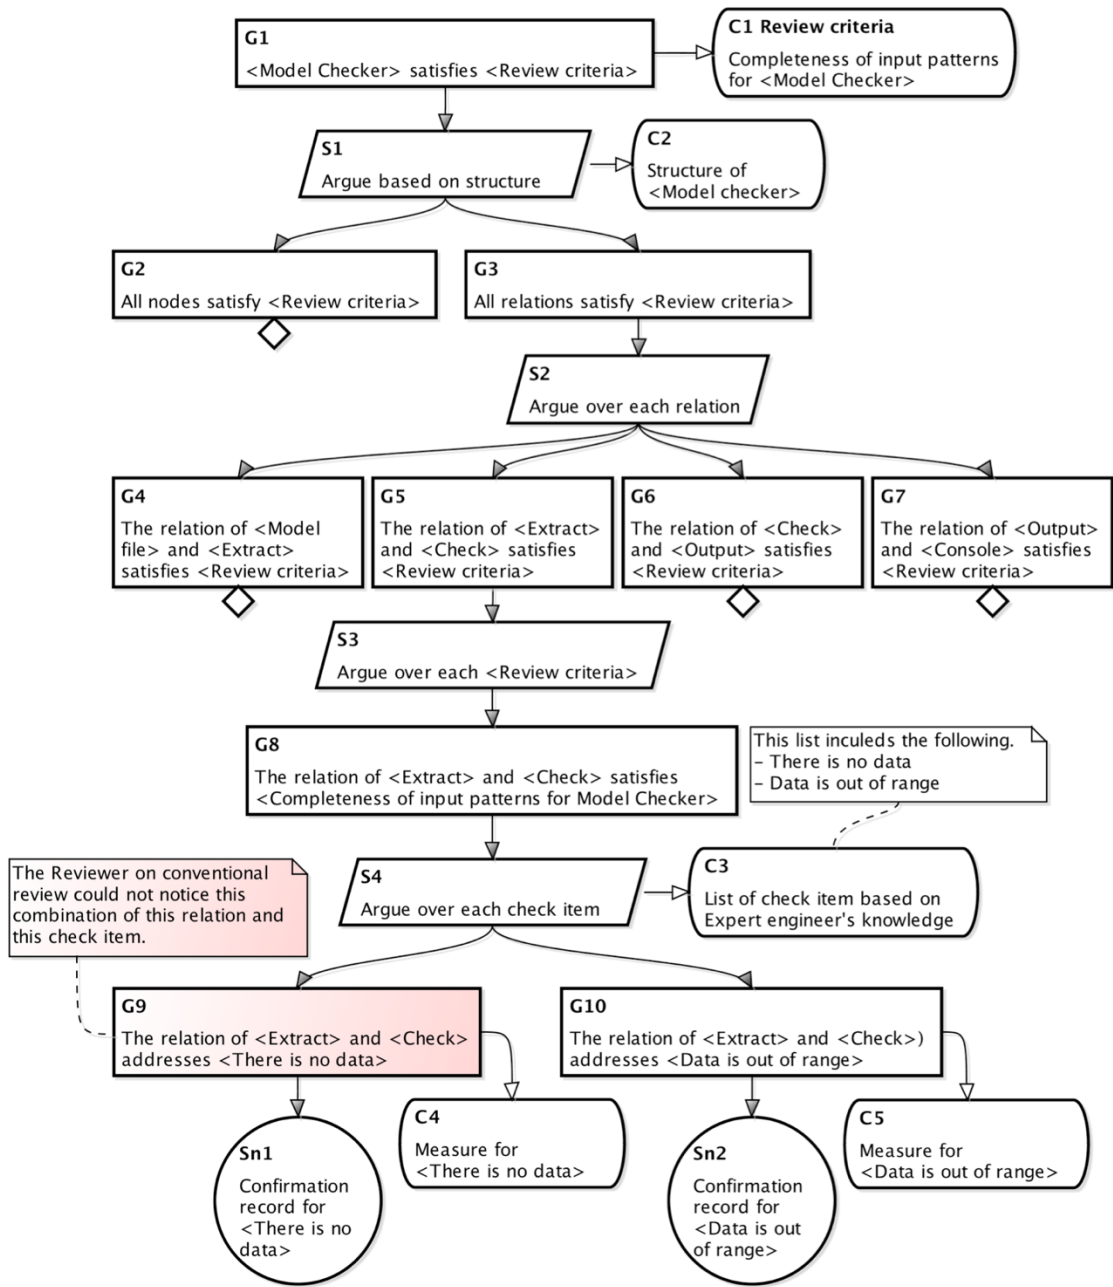 G1
<Model Checker> satisfies <Review criteria>
C1 Review criteria
Completeness of input patterns
for <Model Checker>
S1
Argue based on structure
C2
Structure of
<Model checker>
G2
All nodes satisfy <Review criteria>
G3
All relations satisfy <Review criteria>
S2
Argue over each relation
G4
The relation of <Model
file> and <Extract>
satisfies <Review criteria>
G5
The relation of <Extract>
and <Check> satisfies
<Review criteria>
G6
The relation of <Check>
and <Output> satisfies
<Review criteria>
G7
The relation of <Output>
and <Console> satisfies
<Review criteria>
S3
Argue over each <Review criteria>
G8
The relation of <Extract> and <Check> satisfies
<Completeness of input patterns for Model Checker>
This list inculeds the following.
– There is no data
– Data is out of range
The Reviewer on conventional
review could not notice this
combination of this relation and
this check item.
S4
Argue over each check item
C3
List of check item based on
Expert engineer's knowledge
G9
The relation of <Extract> and <Check>
addresses <There is no data>
G10
The relation of <Extract> and <Check>)
addresses <Data is out of range>
Sn1
Confirmation
record for
<There is no
data>
C4
Measure for
<There is no data>
Sn2
Confirmation
record for
<Data is out
of range>
C5
Measure for
<Data is out of range>